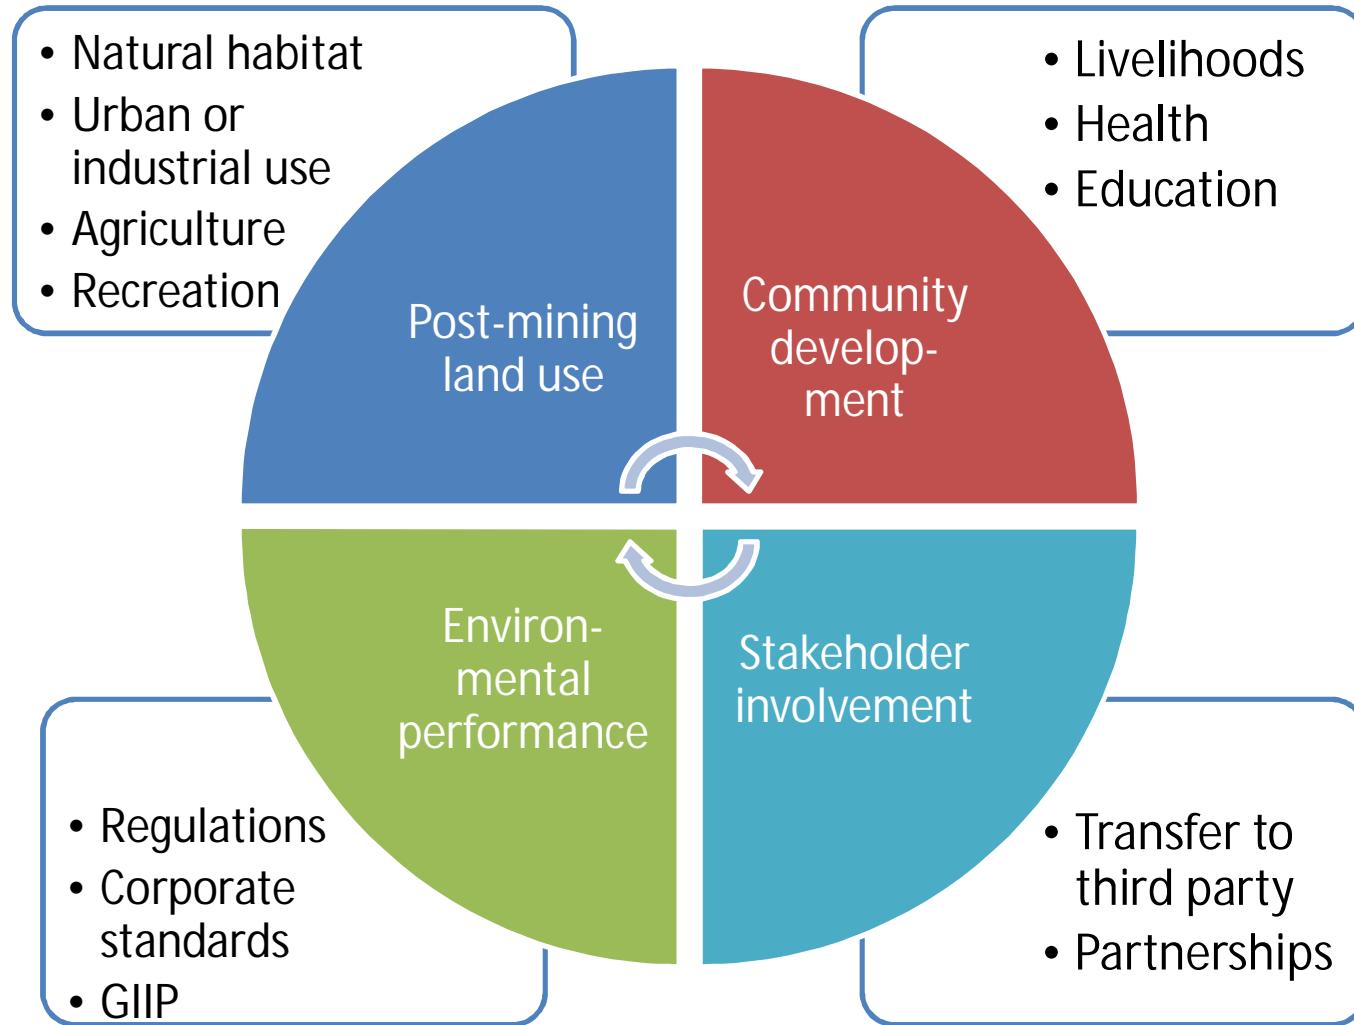 • Natural habitat
• Urban or
industrial use
• Agriculture
• Recreation
• Livelihoods
• Health
• Education
Post-mining
land use
Community
develop-
ment
Environ-
mental
performance
Stakeholder
involvement
• Regulations
• Corporate
standards
• GIIP
• Transfer to
third party
• Partnerships